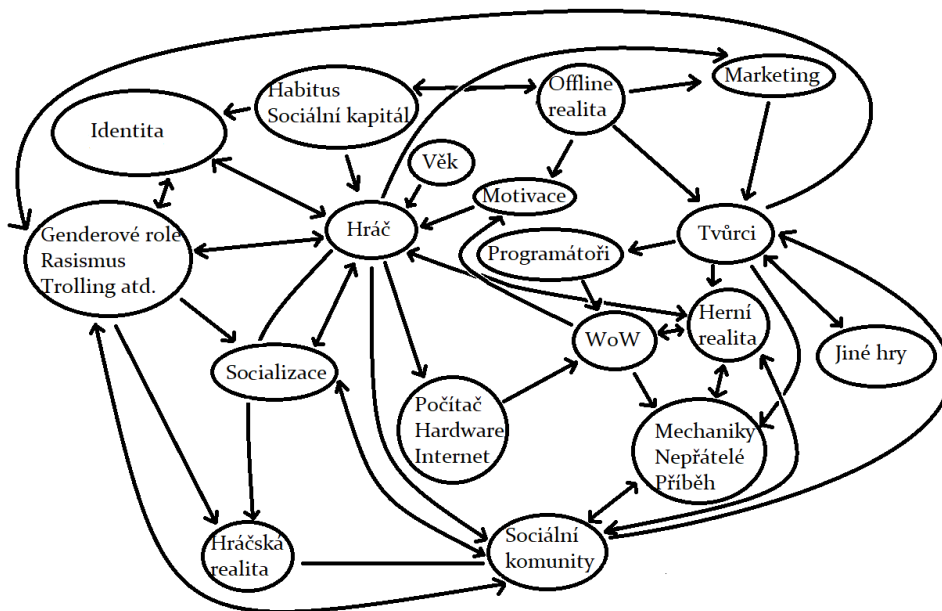 Habitus
Sociální kapitál
Offline
realita
Marketing
Identita
Věk
Motivace
Genderové role
Rasismus
Trolling atd.
Hráč
Programátoři
Tvůrci
WoW
Herní
realita
Jiné hry
Socializace
Počítač
Hardware
Internet
Mechaniky
Nepřátelé
Příběh
Hráčská
realita
Sociální
komunity